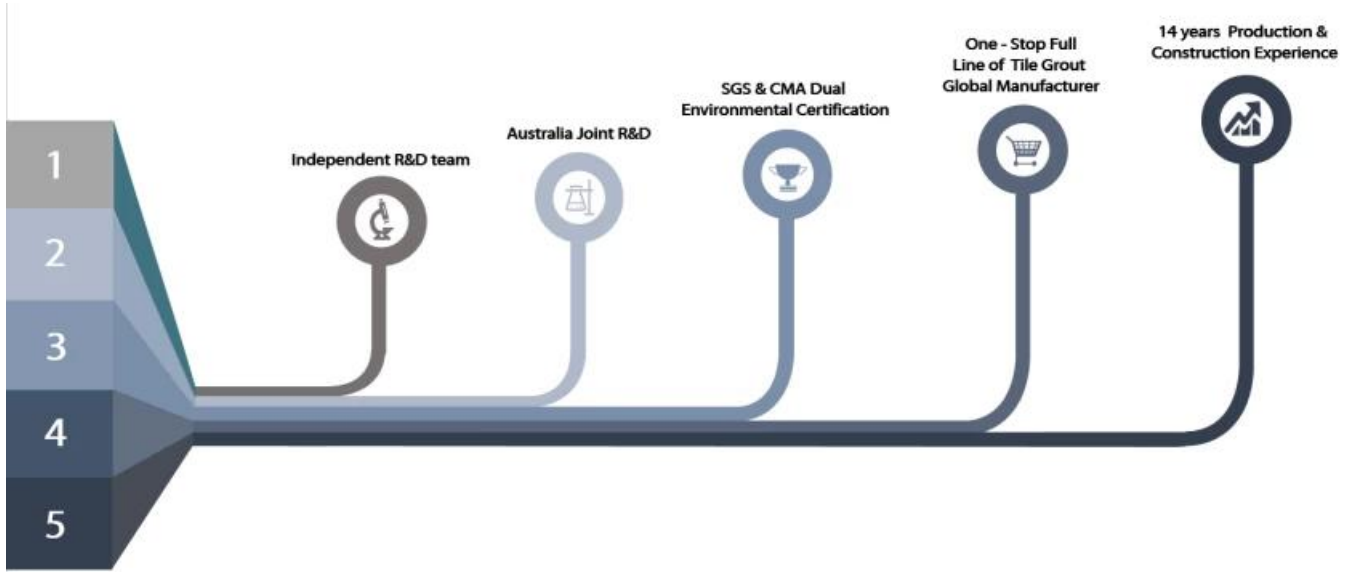 1
2
3
4
5
Independent R&D team
Australia Joint R&D
SGS & CMA Dual
Environmental Certification
One - Stop Full
Line of Tile Grout
Global Manufacturer
14 years Production &
Construction Experience